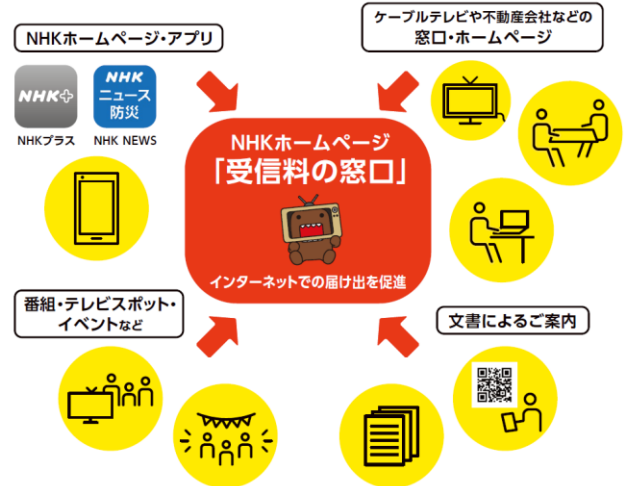 NHKホームページ・アプリ
NHK+
NHKプラス
NHK
ニュース
防災
NHK NEWS
ケーブルテレビや不動産会社などの
窓口・ホームページ
NHKホームページ
「受信料の窓口」
インターネットでの届け出を促進
番組・テレビスポット・
イベントなど
文書によるご案内